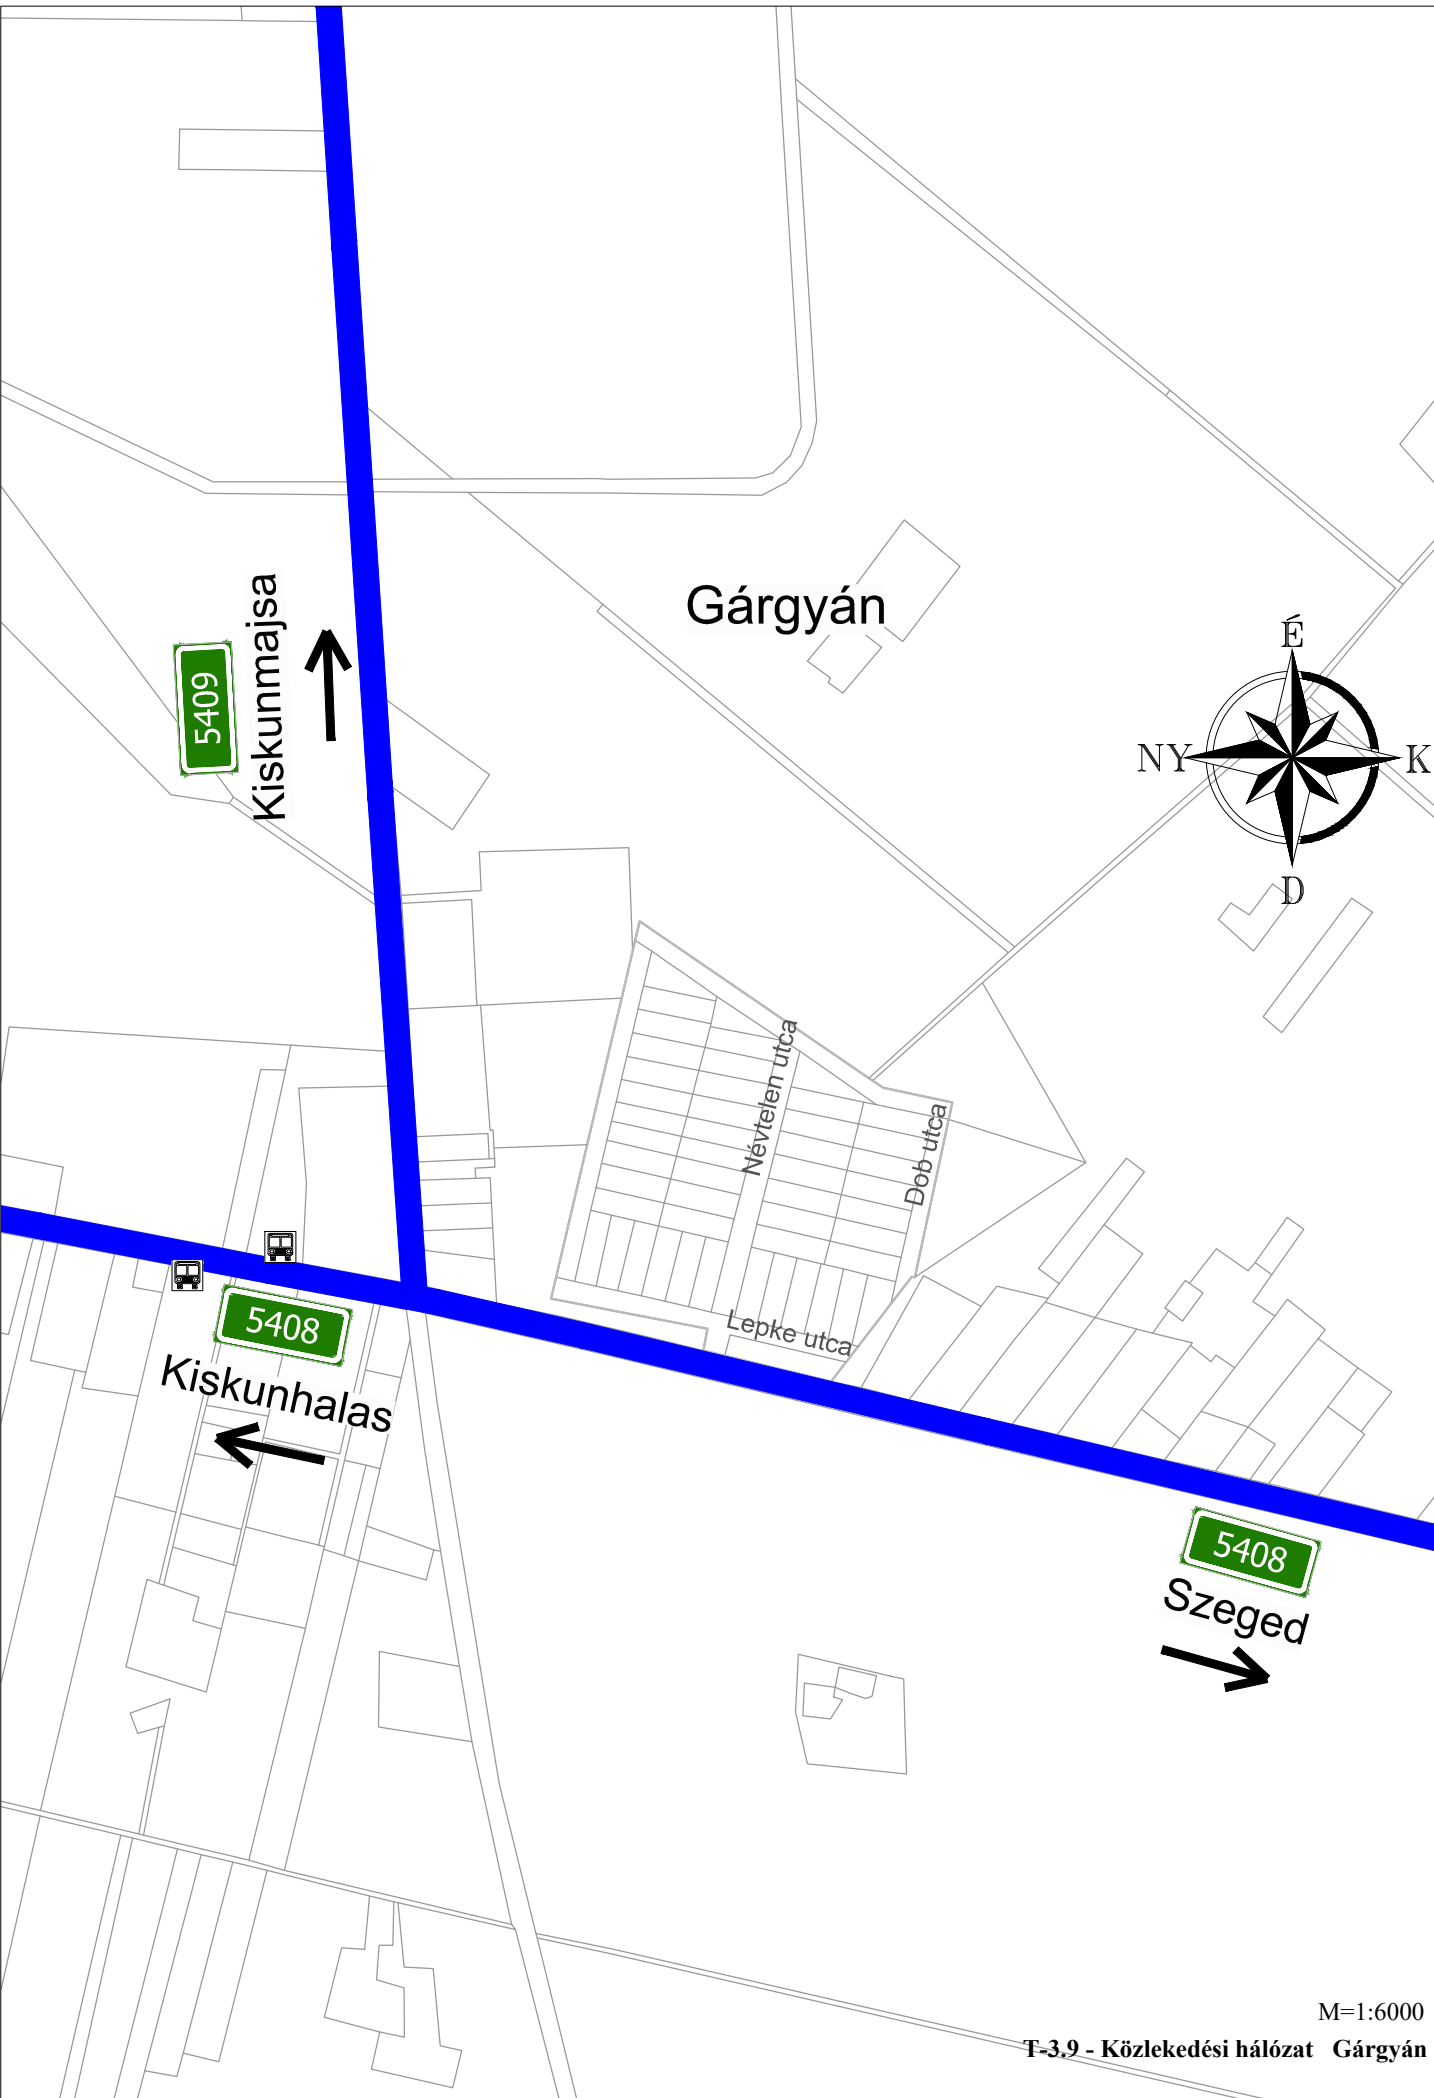 Gárgyán
5409
Kiskunmajsa
É
NY
K
D
Névtelen utca
Dob utca
Lepke utca
5408
Kiskunhalas
5408
Szeged
M=1:6000
T-3.9 - Közlekedési hálózat Gárgyán